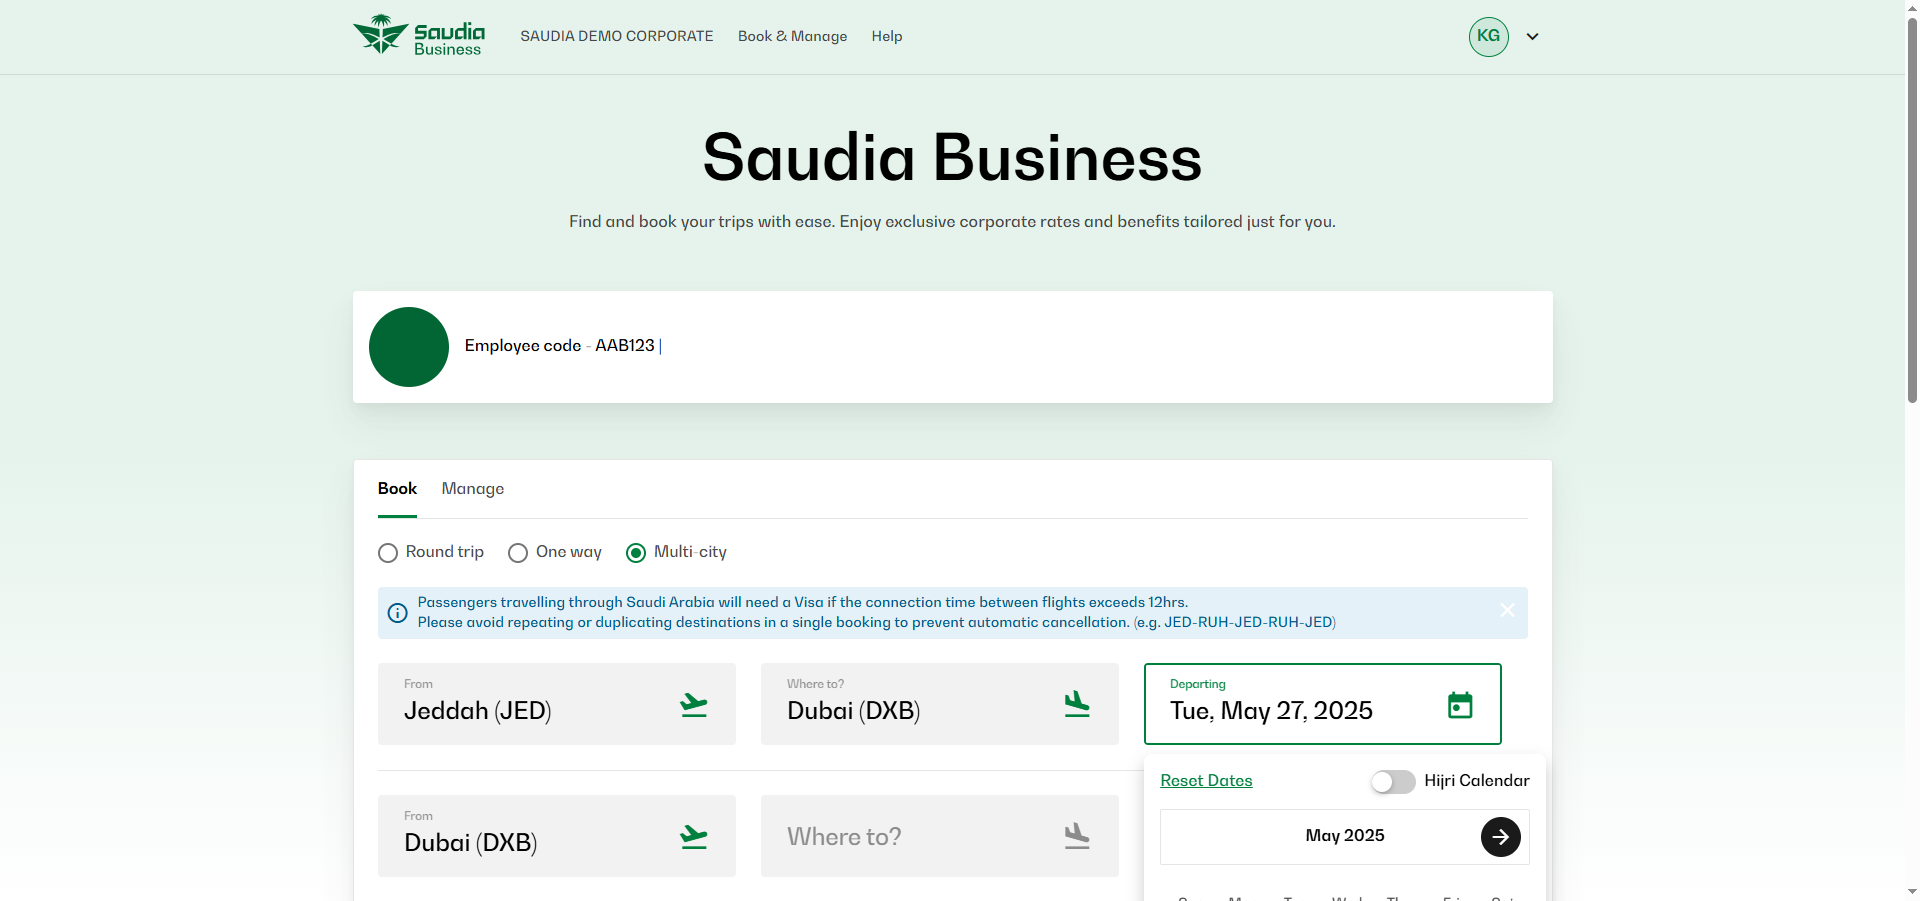 Saudia
Business
SAUDIA DEMO CORPORATE
Book & Manage
Help
KG
Saudia Business
Find and book your trips with ease. Enjoy exclusive corporate rates and benefits tailored just for you.
Employee code - AAB123 |
Book
Manage
Round trip
One way
Multi-city
Passengers travelling through Saudi Arabia will need a Visa if the connection time between flights exceeds 12hrs.
Please avoid repeating or duplicating destinations in a single booking to prevent automatic cancellation. (e.g. JED-RUH-JED-RUH-JED)
From
Jeddah (JED)
Where to?
Dubai (DXB)
Departing
Tue, May 27, 2025
Reset Dates
Hijri Calendar
May 2025
From
Dubai (DXB)
Where to?